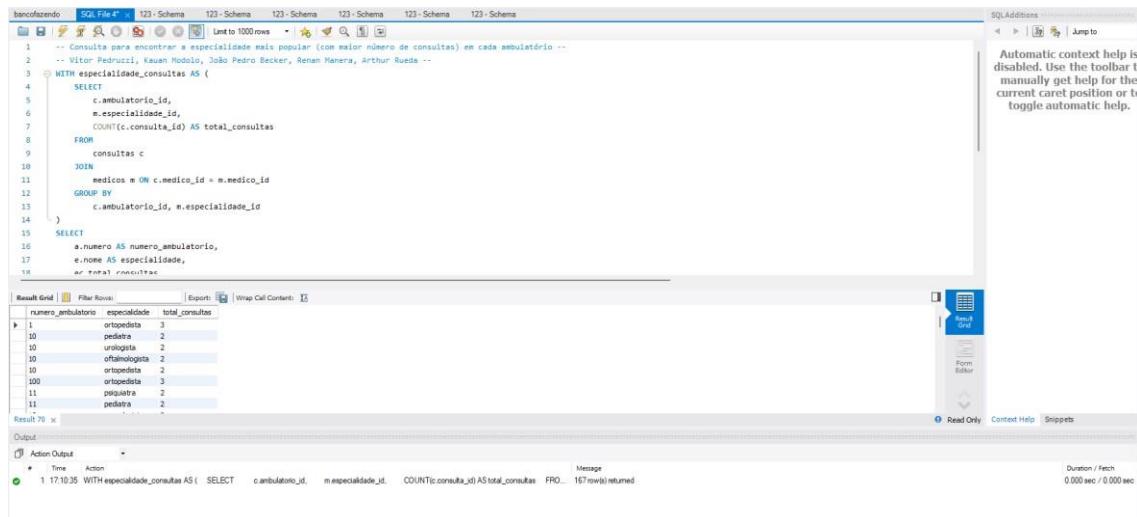 bancofazendo SQL File 4* × 123 - Schema 123 - Schema 123 - Schema 123 - Schema 123 - Schema 123 - Schema
SQLAdditions
Limit to 1000 rows
Jump to
1 -- Consulta para encontrar a especialidade mais popular (com maior número de consultas) em cada ambulatório --
2 -- Vitor Pedruzzi, Kauan Modolo, João Pedro Becker, Renan Manera, Arthur Rueda --
3 WITH especialidade_consultas AS (
4 SELECT
5 c.ambulatorio_id,
6 m.especialidade_id,
7 COUNT(c.consulta_id) AS total_consultas
8 FROM
9 consultas c
10 JOIN
11 medicos m ON c.medico_id = m.medico_id
12 GROUP BY
13 c.ambulatorio_id, m.especialidade_id
14 )
15 SELECT
16 a.numero AS numero_ambulatorio,
17 e.nome AS especialidade,
18 ec.total_consultas
Automatic context help is
disabled. Use the toolbar t
manually get help for the
current caret position or to
toggle automatic help.
Result Grid Filter Rows: Export: Wrap Cell Content:
numero_ambulatorio especialidade total_consultas
1 ortopedista 3
10 pediatra 2
10 urologista 2
10 oftalmologista 2
10 ortopedista 2
100 ortopedista 3
11 psiquiatra 2
11 pediatra 2
Result
Grid
Form
Editor
Result 70 ×
Read Only
Context Help Snippets
Output
Action Output
# Time Action Message Duration / Fetch
1 17:10:35 WITH especialidade_consultas AS ( SELECT c.ambulatorio_id, m.especialidade_id, COUNT(c.consulta_id) AS total_consultas FRO... 167 row(s) returned 0.000 sec / 0.000 sec